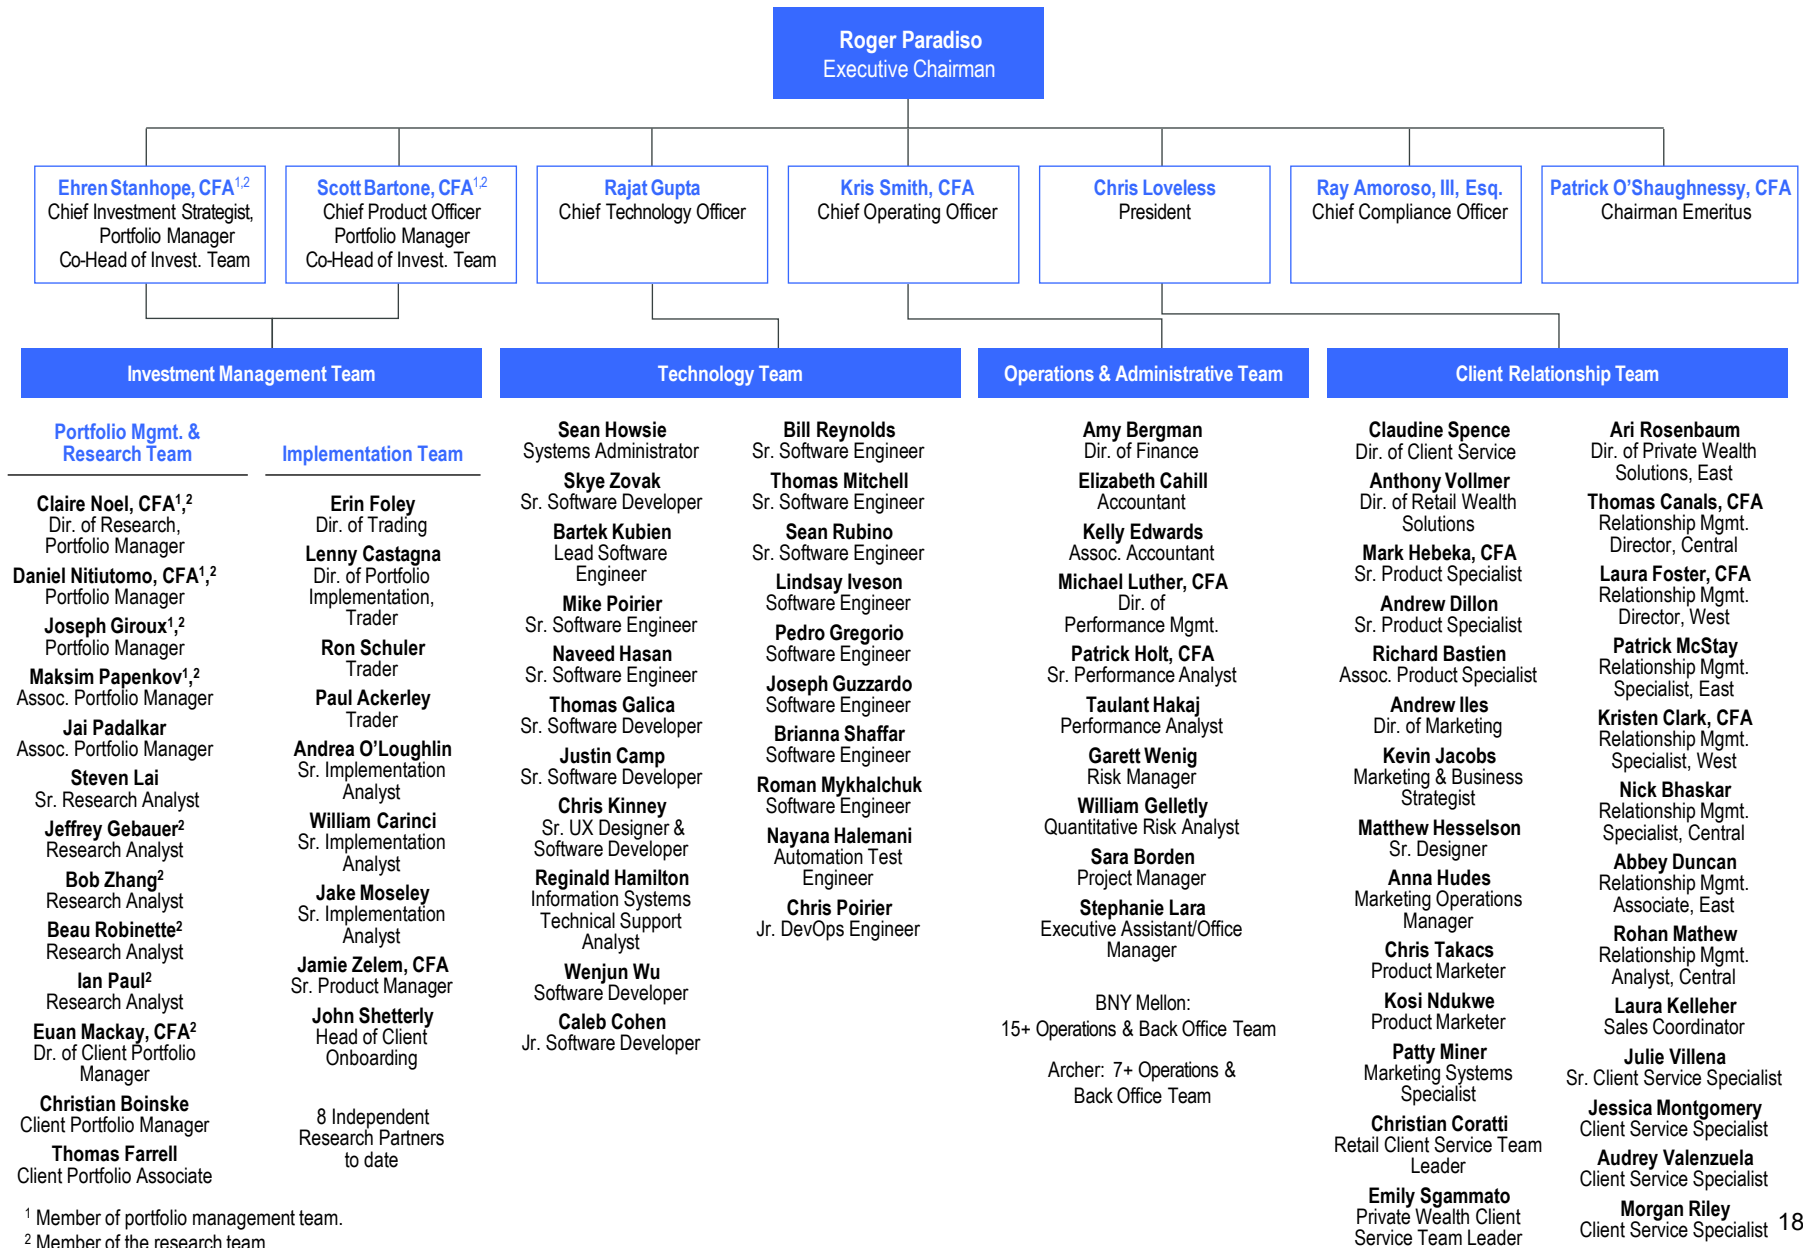 Roger Paradiso
Executive Chairman
Ehren Stanhope, CFA1,2
Chief Investment Strategist,
Portfolio Manager
Co-Head of Invest. Team
Scott Bartone, CFA1,2
Chief Product Officer
Portfolio Manager
Co-Head of Invest. Team
Rajat Gupta
Chief Technology Officer
Kris Smith, CFA
Chief Operating Officer
Chris Loveless
President
Ray Amoroso, III, Esq.
Chief Compliance Officer
Patrick O’Shaughnessy, CFA
Chairman Emeritus
Investment Management Team
Portfolio Mgmt. &
Research Team
Claire Noel, CFA1,2
Dir. of Research,
Portfolio Manager
Daniel Nitiutomo, CFA1,2
Portfolio Manager
Joseph Giroux1,2
Portfolio Manager
Maksim Papenkov1,2
Assoc. Portfolio Manager
Jai Padalkar
Assoc. Portfolio Manager
Steven Lai
Sr. Research Analyst
Jeffrey Gebauer2
Research Analyst
Bob Zhang2
Research Analyst
Beau Robinette2
Research Analyst
Ian Paul2
Research Analyst
Euan Mackay, CFA2
Dr. of Client Portfolio
Manager
Christian Boinske
Client Portfolio Manager
Thomas Farrell
Client Portfolio Associate
Implementation Team
Erin Foley
Dir. of Trading
Lenny Castagna
Dir. of Portfolio
Implementation,
Trader
Ron Schuler
Trader
Paul Ackerley
Trader
Andrea O’Loughlin
Sr. Implementation
Analyst
William Carinci
Sr. Implementation
Analyst
Jake Moseley
Sr. Implementation
Analyst
Jamie Zelem, CFA
Sr. Product Manager
John Shetterly
Head of Client
Onboarding
8 Independent
Research Partners
to date
Technology Team
Sean Howsie
Systems Administrator
Skye Zovak
Sr. Software Developer
Bartek Kubien
Lead Software
Engineer
Mike Poirier
Sr. Software Engineer
Naveed Hasan
Sr. Software Engineer
Thomas Galica
Sr. Software Developer
Justin Camp
Sr. Software Developer
Chris Kinney
Sr. UX Designer &
Software Developer
Reginald Hamilton
Information Systems
Technical Support
Analyst
Wenjun Wu
Software Developer
Caleb Cohen
Jr. Software Developer
Bill Reynolds
Sr. Software Engineer
Thomas Mitchell
Sr. Software Engineer
Sean Rubino
Sr. Software Engineer
Lindsay Iveson
Software Engineer
Pedro Gregorio
Software Engineer
Joseph Guzzardo
Software Engineer
Brianna Shaffar
Software Engineer
Roman Mykhalchuk
Software Engineer
Nayana Halemani
Automation Test
Engineer
Chris Poirier
Jr. DevOps Engineer
Operations & Administrative Team
Amy Bergman
Dir. of Finance
Elizabeth Cahill
Accountant
Kelly Edwards
Assoc. Accountant
Michael Luther, CFA
Dir. of
Performance Mgmt.
Patrick Holt, CFA
Sr. Performance Analyst
Taulant Hakaj
Performance Analyst
Garett Wenig
Risk Manager
William Gelletly
Quantitative Risk Analyst
Sara Borden
Project Manager
Stephanie Lara
Executive Assistant/Office
Manager
BNY Mellon:
15+ Operations & Back Office Team
Archer: 7+ Operations &
Back Office Team
Client Relationship Team
Claudine Spence
Dir. of Client Service
Anthony Vollmer
Dir. of Retail Wealth
Solutions
Mark Hebeka, CFA
Sr. Product Specialist
Andrew Dillon
Sr. Product Specialist
Richard Bastien
Assoc. Product Specialist
Andrew Iles
Dir. of Marketing
Kevin Jacobs
Marketing & Business
Strategist
Matthew Hesselson
Sr. Designer
Anna Hudes
Marketing Operations
Manager
Chris Takacs
Product Marketer
Kosi Ndukwe
Product Marketer
Patty Miner
Marketing Systems
Specialist
Christian Coratti
Retail Client Service Team
Leader
Emily Sgammato
Private Wealth Client
Service Team Leader
Ari Rosenbaum
Dir. of Private Wealth
Solutions, East
Thomas Canals, CFA
Relationship Mgmt.
Director, Central
Laura Foster, CFA
Relationship Mgmt.
Director, West
Patrick McStay
Relationship Mgmt.
Specialist, East
Kristen Clark, CFA
Relationship Mgmt.
Specialist, West
Nick Bhaskar
Relationship Mgmt.
Specialist, Central
Abbey Duncan
Relationship Mgmt.
Associate, East
Rohan Mathew
Relationship Mgmt.
Analyst, Central
Laura Kelleher
Sales Coordinator
Julie Villena
Sr. Client Service Specialist
Jessica Montgomery
Client Service Specialist
Audrey Valenzuela
Client Service Specialist
Morgan Riley
Client Service Specialist
1 Member of portfolio management team.
2 Member of the research team
18